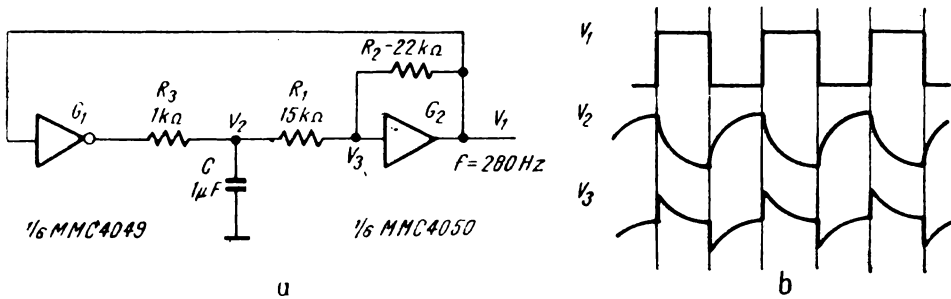 R2-22kΩ
G1
R3
1kΩ
V2
R1
15kΩ
V3
G2
V1
F=280Hz
C
1μF
1/6 MMC4049
1/6 MMC4050
a
V1
V2
V3
b